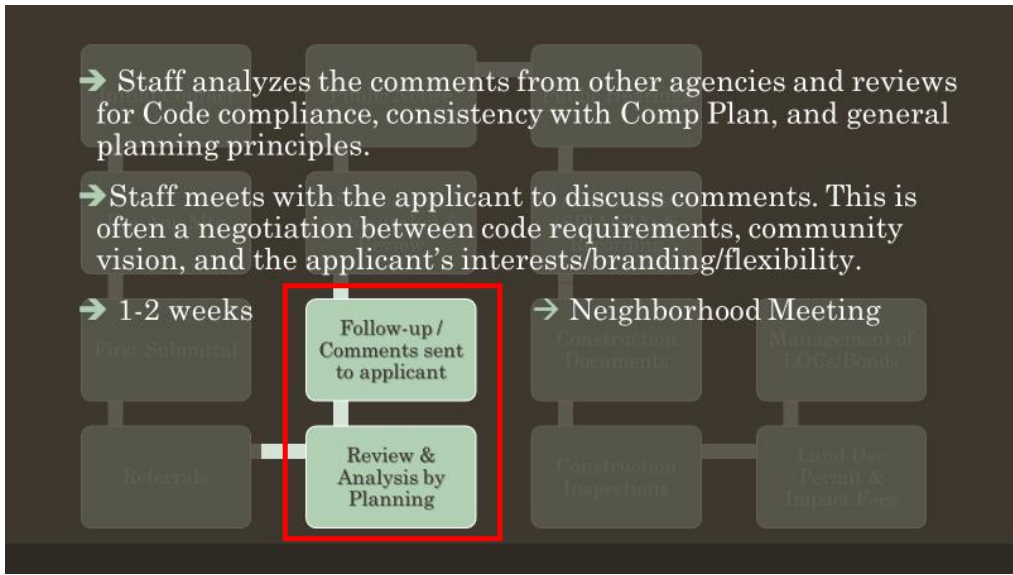 → Staff analyzes the comments from other agencies and reviews
for Code compliance, consistency with Comp Plan, and general
planning principles.
→Staff meets with the applicant to discuss comments. This is
often a negotiation between code requirements, community
vision, and the applicant's interests/branding/flexibility.
→ 1-2 weeks
→ Neighborhood Meeting
Follow-up /
Comments sent
to applicant
First Submittal
Construction
Documents
Management of
LOCs/Bonds
Referrals
Review &
Analysis by
Planning
Construction
Inspections
Land Use
Permit &
Impact Fees